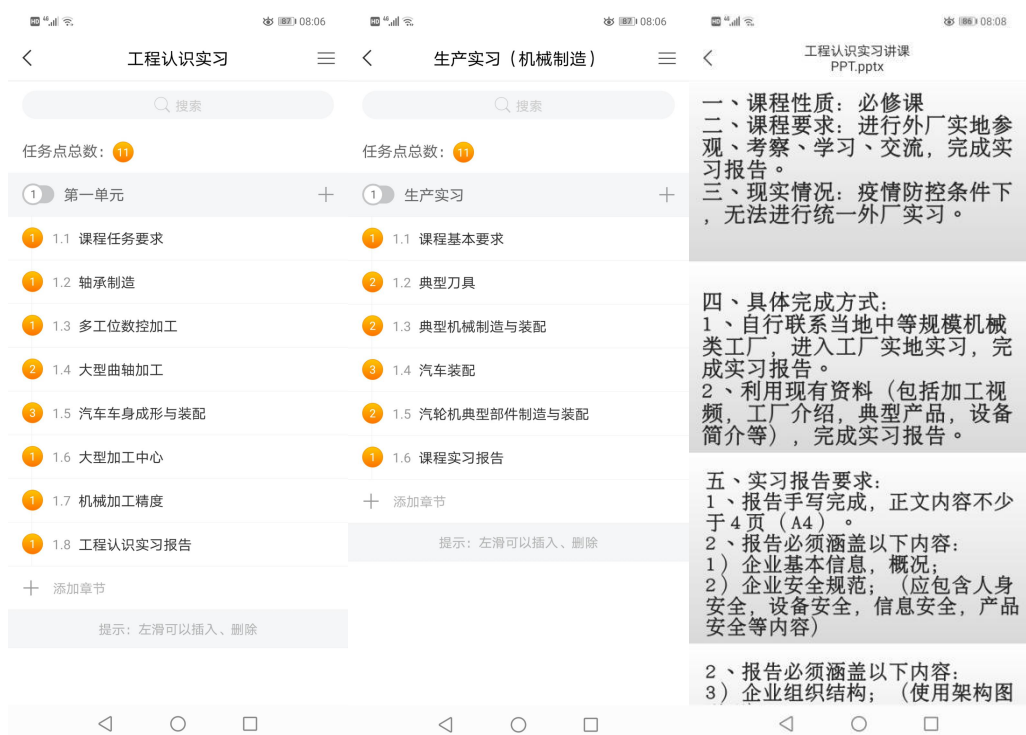 HD 46 87 08:06
工程认识实习
搜索
任务点总数: 11
1 第一单元
1 1.1 课程任务要求
1 1.2 轴承制造
1 1.3 多工位数控加工
2 1.4 大型曲轴加工
3 1.5 汽车车身成形与装配
1 1.6 大型加工中心
1 1.7 机械加工精度
1 1.8 工程认识实习报告
添加章节
提示：左滑可以插入、删除
HD 46 87 08:06
生产实习（机械制造）
搜索
任务点总数: 11
1 生产实习
1 1.1 课程基本要求
2 1.2 典型刀具
2 1.3 典型机械制造与装配
3 1.4 汽车装配
2 1.5 汽轮机典型部件制造与装配
1 1.6 课程实习报告
添加章节
提示：左滑可以插入、删除
HD 46 86 08:08
工程认识实习讲课
PPT.pptx
一、课程性质：必修课
二、课程要求：进行外厂实地参
观、考察、学习、交流，完成实
习报告。
三、现实情况：疫情防控条件下
，无法进行统一外厂实习。
四、具体完成方式：
1、自行联系当地中等规模机械
类工厂，进入工厂实地实习，完
成实习报告。
2、利用现有资料（包括加工视
频，工厂介绍，典型产品，设备
简介等），完成实习报告。
五、实习报告要求：
1、报告手写完成，正文内容不少
于4页（A4）。
2、报告必须涵盖以下内容：
1）企业基本信息，概况；
2）企业安全规范；（应包含人身
安全，设备安全，信息安全，产品
安全等内容）
2、报告必须涵盖以下内容：
3）企业组织结构；（使用架构图